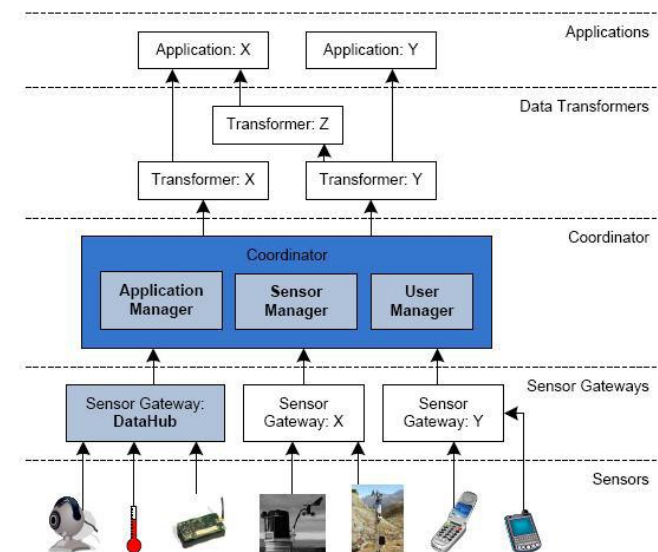 Applications
Application: X
Application: Y
Data Transformers
Transformer: Z
Transformer: X
Transformer: Y
Coordinator
Coordinator
Application
Manager
Sensor
Manager
User
Manager
Sensor Gateways
Sensor Gateway:
DataHub
Sensor
Gateway: X
Sensor
Gateway: Y
Sensors